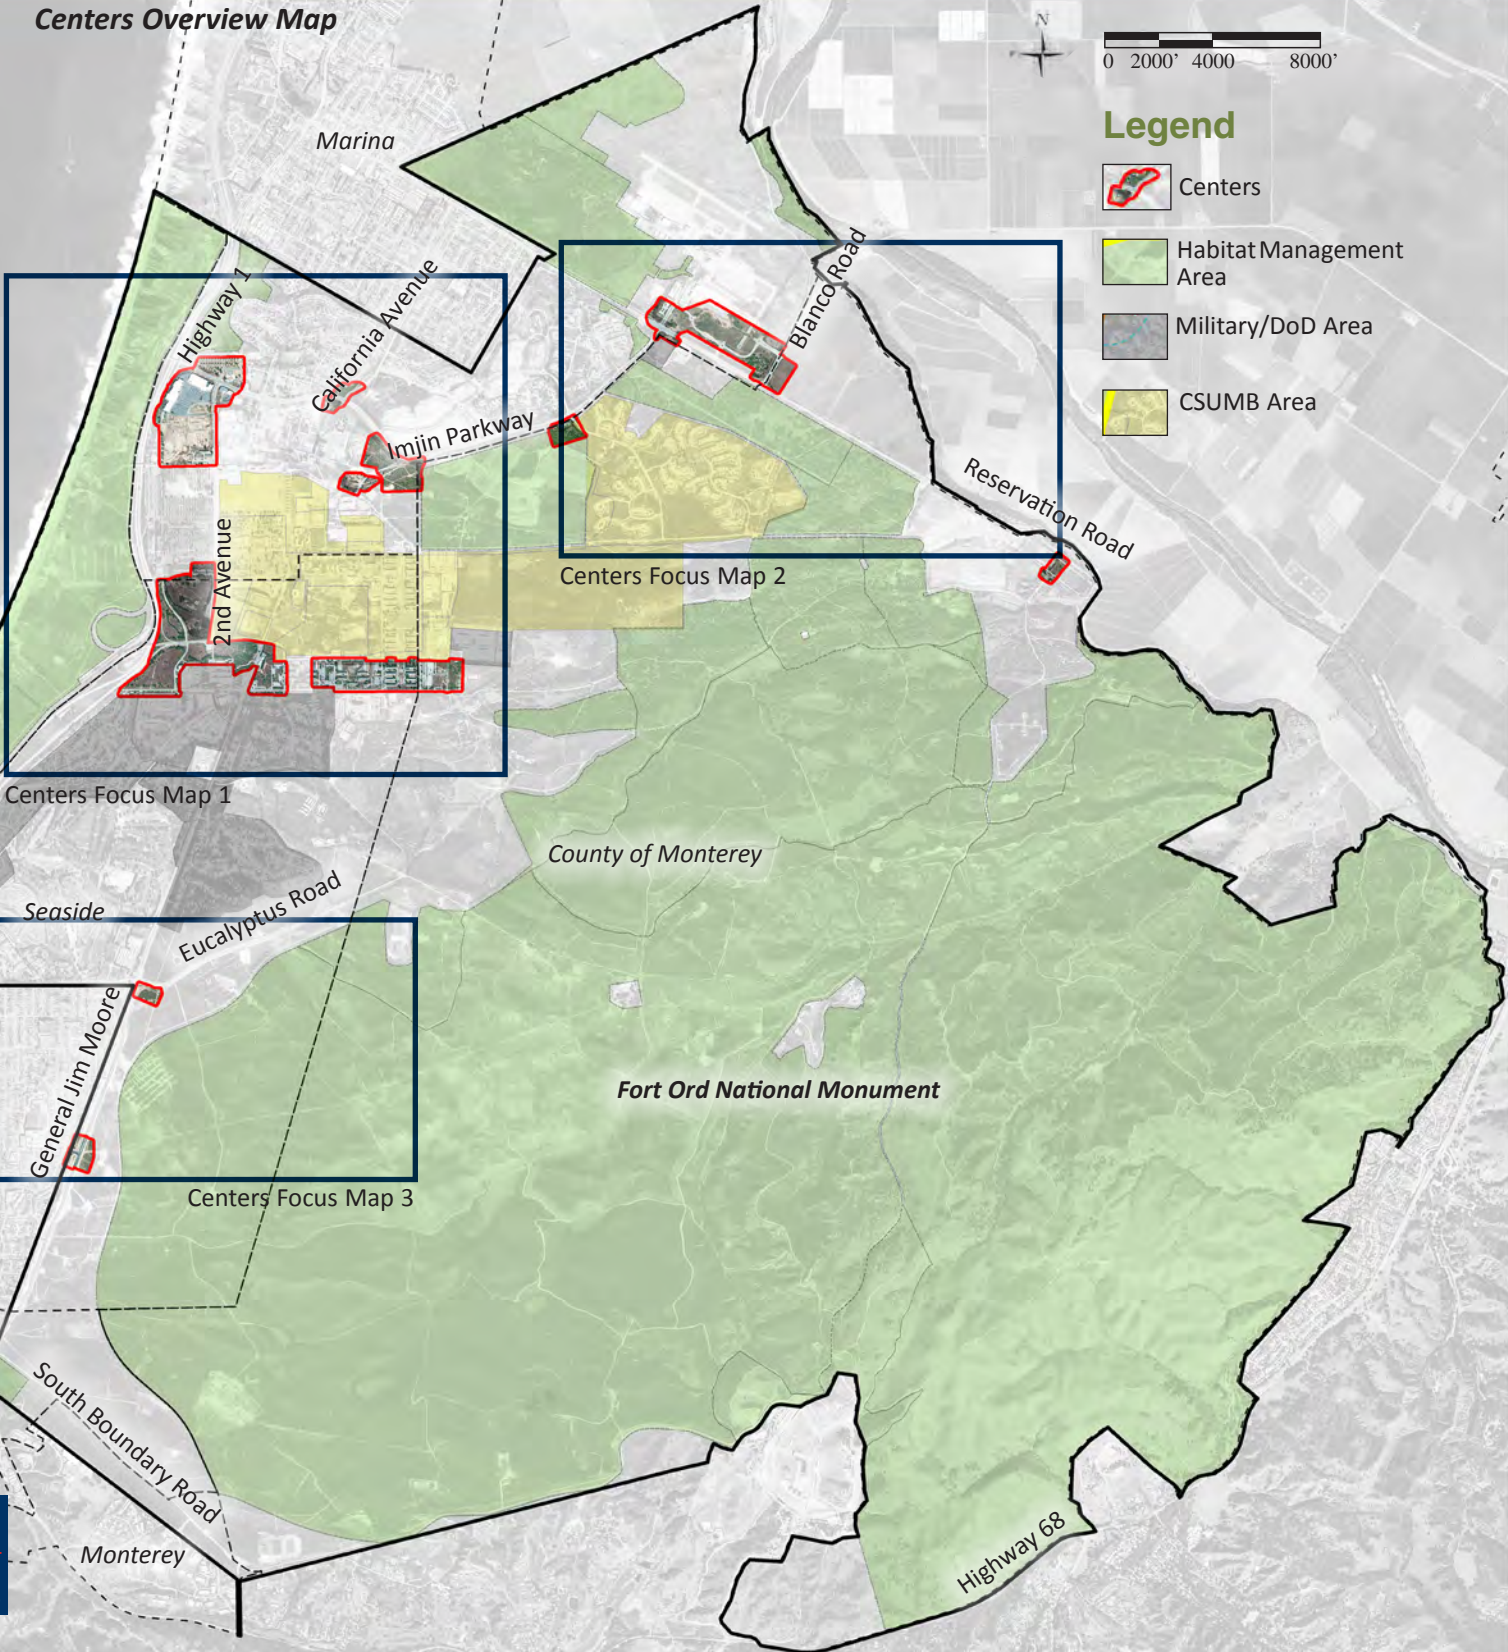 Centers Overview Map
N
0 2000' 4000 8000'
Legend
Centers
Habitat Management
Area
Military/DoD Area
CSUMB Area
Marina
Highway 1
California Avenue
Blanco Road
Imjin Parkway
Reservation Road
2nd Avenue
Centers Focus Map 2
Centers Focus Map 1
County of Monterey
Seaside
Eucalyptus Road
General Jim Moore
Fort Ord National Monument
Centers Focus Map 3
South Boundary Road
Monterey
Highway 68